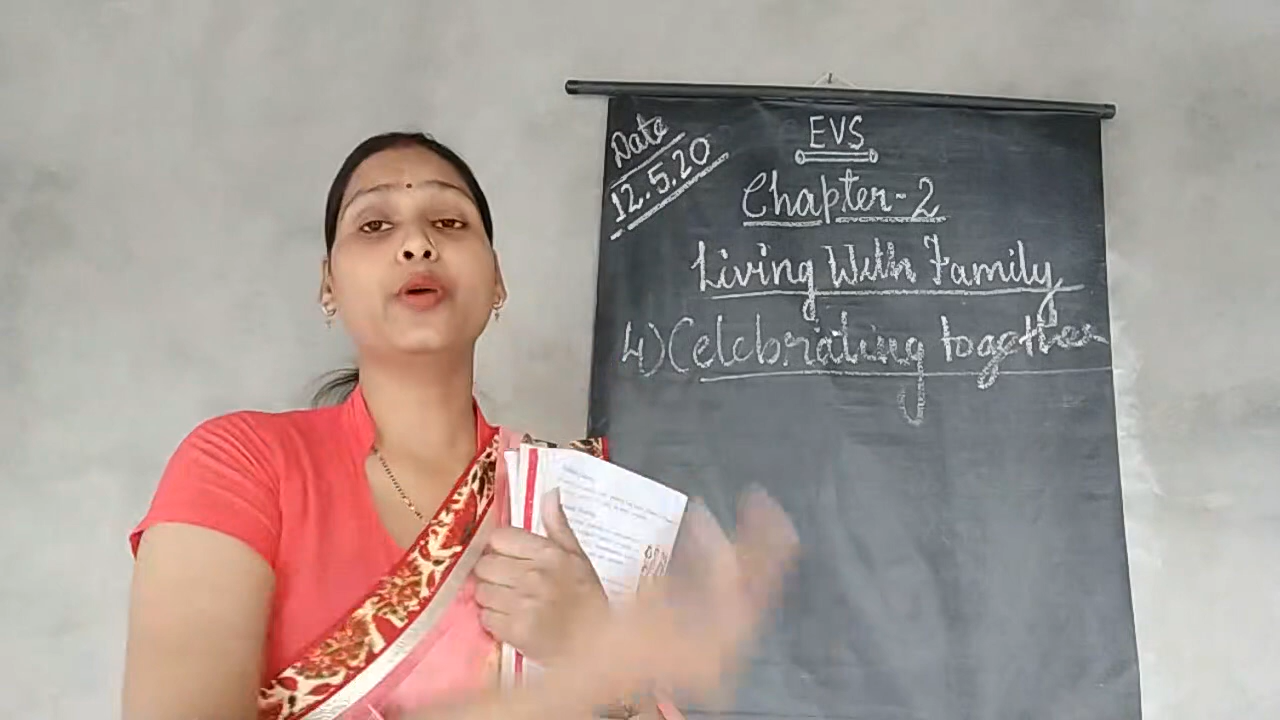 Date
12.5.20
EVS
Chapter-2
Living With Family
4) Celebrating together